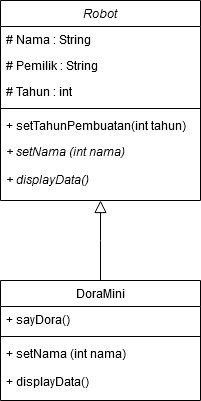 Robot
# Nama : String
# Pemilik : String
# Tahun : int
+ setTahunPembuatan(int tahun)
+ setNama (int nama)
+ displayData()
DoraMini
+ sayDora()
+ setNama (int nama)
+ displayData()